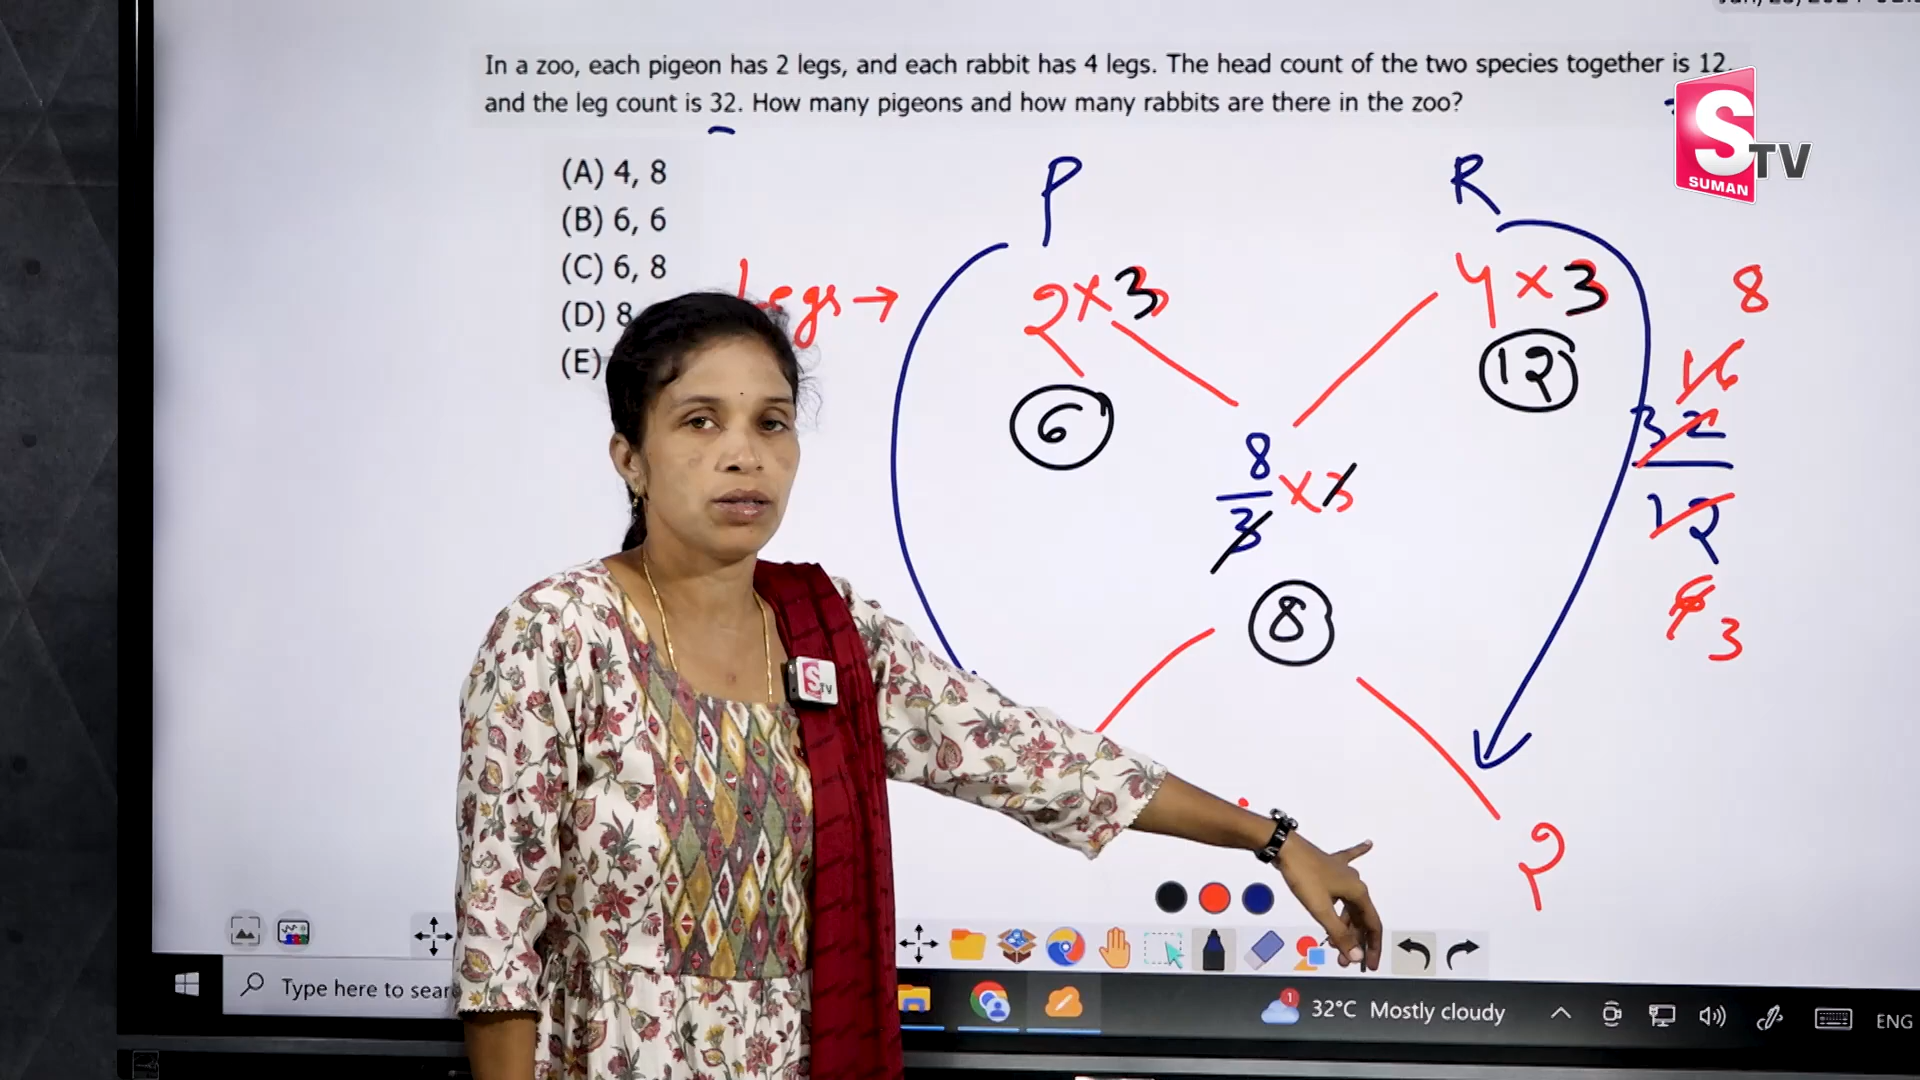 In a zoo, each pigeon has 2 legs, and each rabbit has 4 legs. The head count of the two species together is 12,
and the leg count is 32. How many pigeons and how many rabbits are there in the zoo?
(A) 4, 8
(B) 6, 6
(C) 6, 8
(D) 8
(E)
S TV
SUMAN
P
R
Legs →
2 × 3
4 × 3
8
6
12
16
32
12
3
8
3 × 3
8
2
S TV
Type here to sear
1
32°C Mostly cloudy
ENG